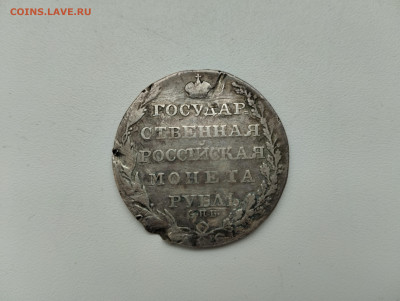 COINS.LAVE.RU
ГОСУДАР
СТВЕННАЯ
РОССІЙСКАЯ
МОНЕТА
РУБЛЬ
С.П.Б.